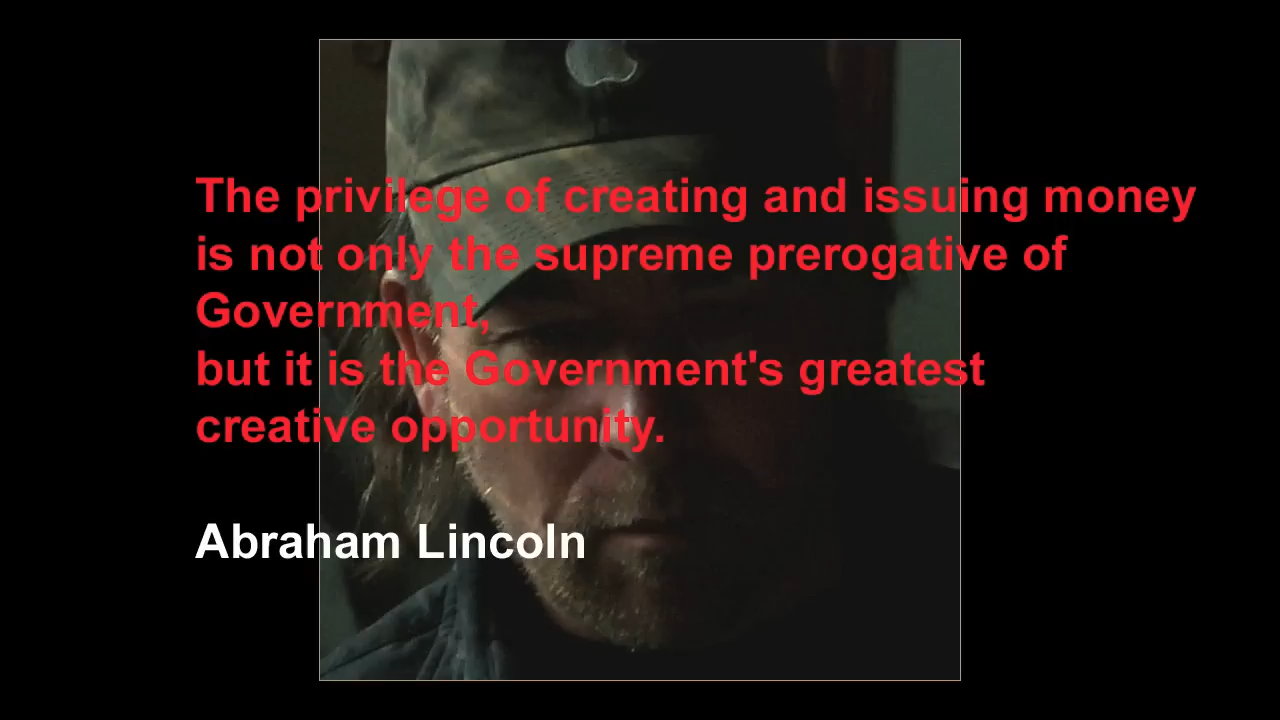 The privilege of creating and issuing money
is not only the supreme prerogative of
Government,
but it is the Government's greatest
creative opportunity.
Abraham Lincoln